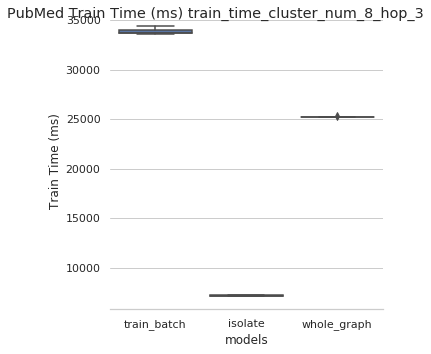 PubMed Train Time (ms) train_time_cluster_num_8_hop_3
35000
30000
25000
20000
15000
10000
Train Time (ms)
train_batch isolate whole_graph
models